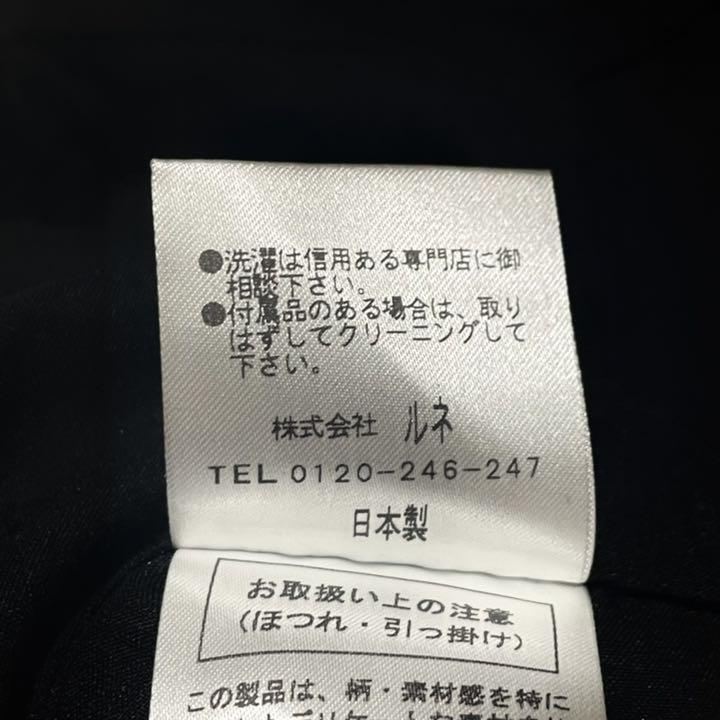 ●洗濯は信用ある専門店に御
相談下さい。
●付属品のある場合は、取り
はずしてクリーニングして
下さい。
株式会社 ルネ
TEL 0120-246-247
日本製
お取扱い上の注意
(ほつれ・引っ掛け)
この製品は、柄・素材感を特に